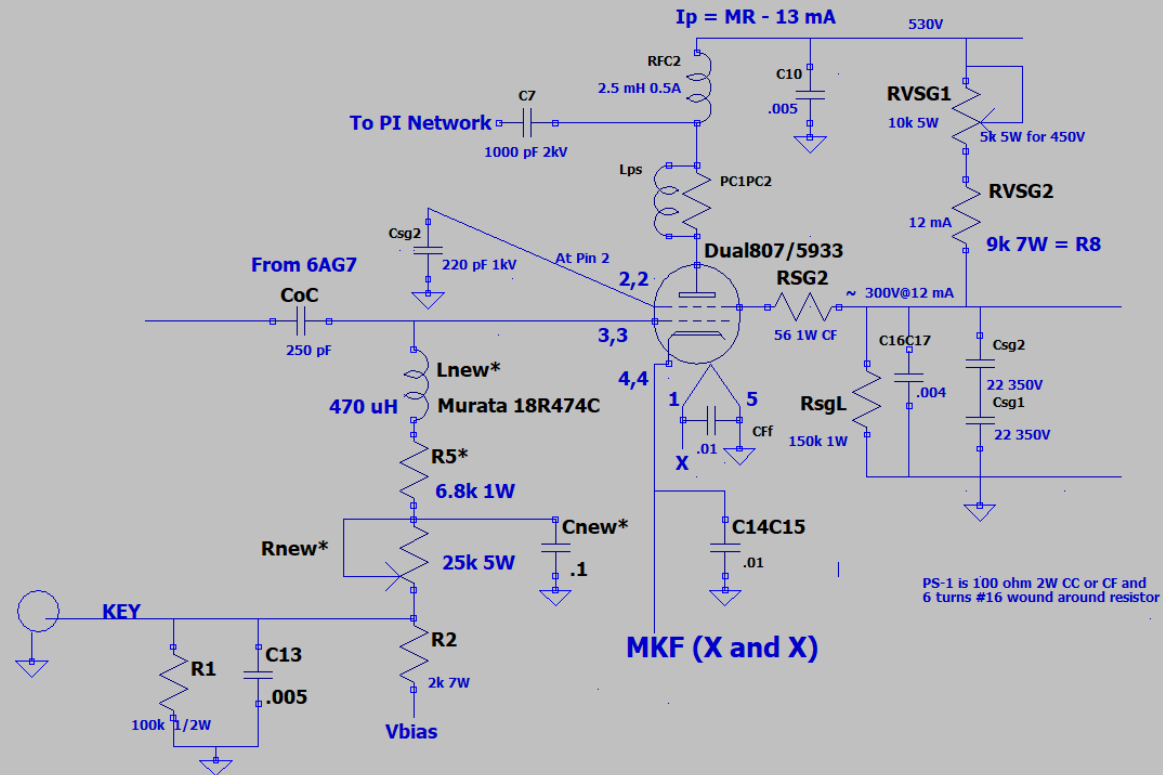 Ip = MR - 13 mA
530V
RFC2
2.5 mH 0.5A
C10
.005
RVSG1
10k 5W
5k 5W for 450V
C7
To PI Network
1000 pF 2kV
Lps
PC1PC2
RVSG2
12 mA
9k 7W = R8
Csg2
220 pF 1kV
At Pin 2
Dual807/5933
From 6AG7
CoC
250 pF
2,2
3,3
4,4
RSG2
56 1W CF
~ 300V@12 mA
C16C17
.004
Csg2
22 350V
Csg1
22 350V
RsgL
150k 1W
Lnew*
470 uH
Murata 18R474C
1
5
CFf
.01
X
R5*
6.8k 1W
Rnew*
25k 5W
Cnew*
.1
C14C15
.01
PS-1 is 100 ohm 2W CC or CF and
6 turns #16 wound around resistor
KEY
R1
100k 1/2W
C13
.005
R2
2k 7W
Vbias
MKF (X and X)